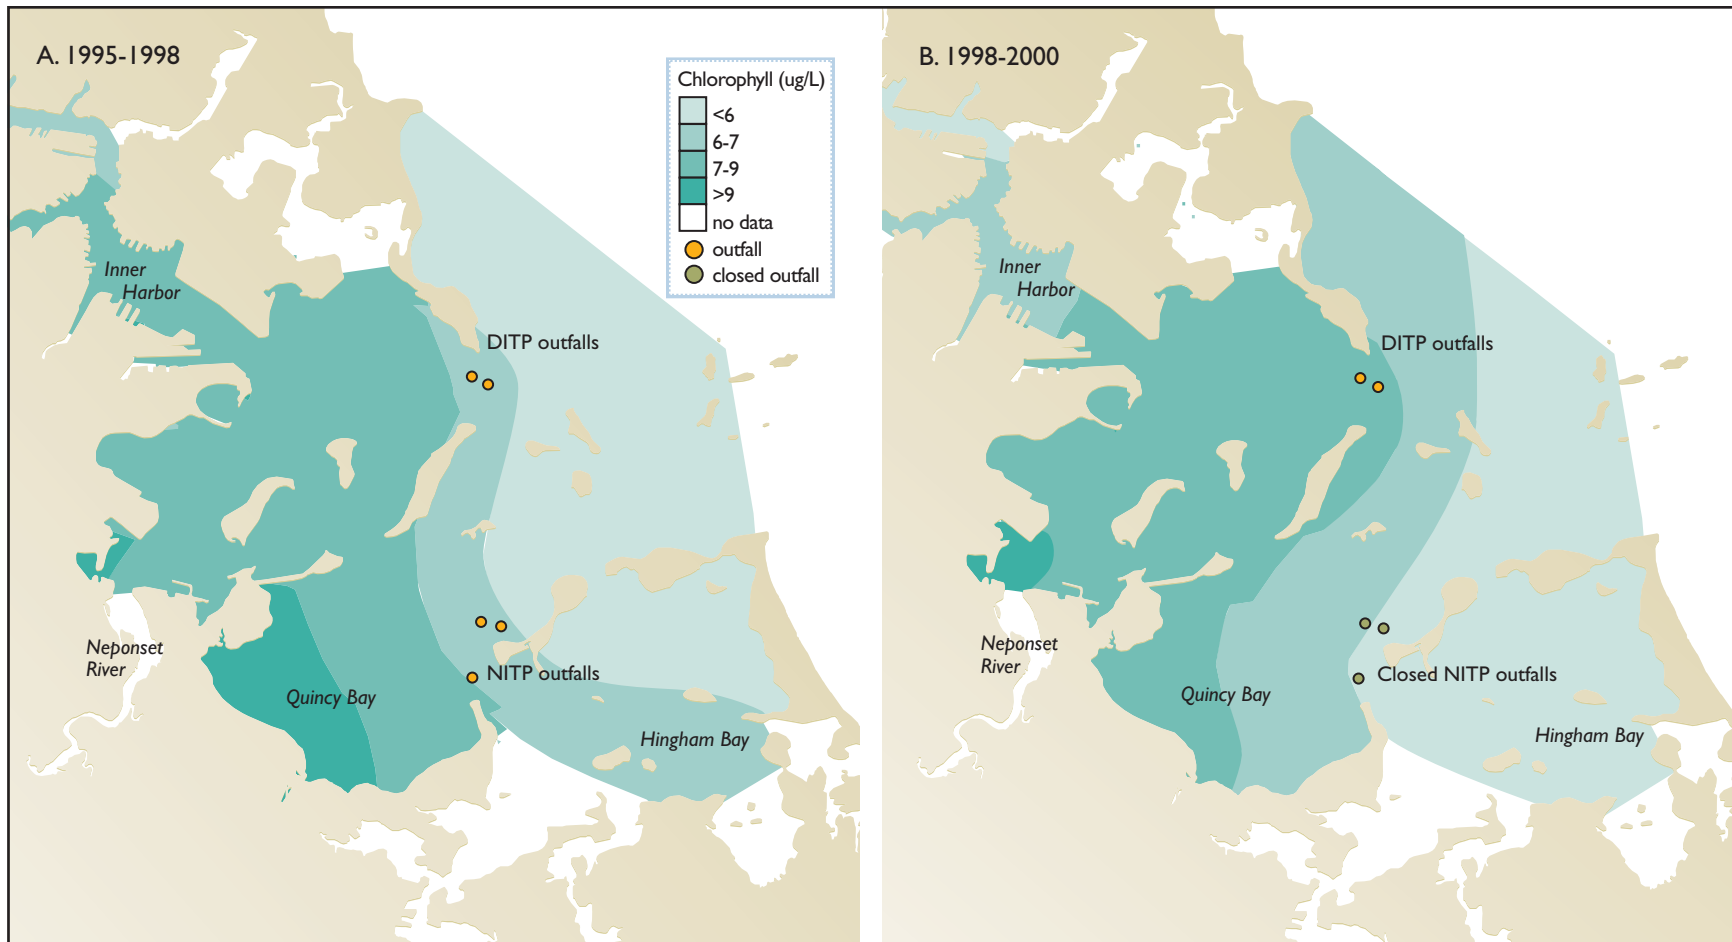 A. 1995-1998
Chlorophyll (ug/L)
<6
6-7
7-9
>9
no data
outfall
closed outfall
Inner
Harbor
DITP outfalls
Neponset
River
Quincy Bay
NITP outfalls
Hingham Bay
B. 1998-2000
Inner
Harbor
DITP outfalls
Neponset
River
Quincy Bay
Closed NITP outfalls
Hingham Bay